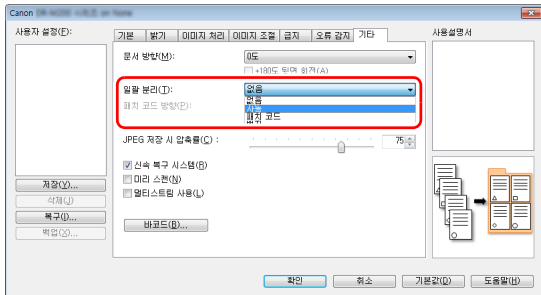 Canon
사용자 설정(F):
기본 밝기 이미지 처리 이미지 조절 급지 오류 감지 기타
사용설명서
문서 방향(M): 0도
+180도 뒷면 회전(A)
일괄 분리(T): 없음
없음
사용
패치 코드
패치 코드 방향(P):
JPEG 저장 시 압축률(C) : 75
신속 복구 시스템(R)
미리 스캔(N)
멀티스트림 사용(L)
저장(V)...
삭제(J)
복구(I)...
백업(X)...
바코드(B)...
확인 취소 기본값(D) 도움말(H)